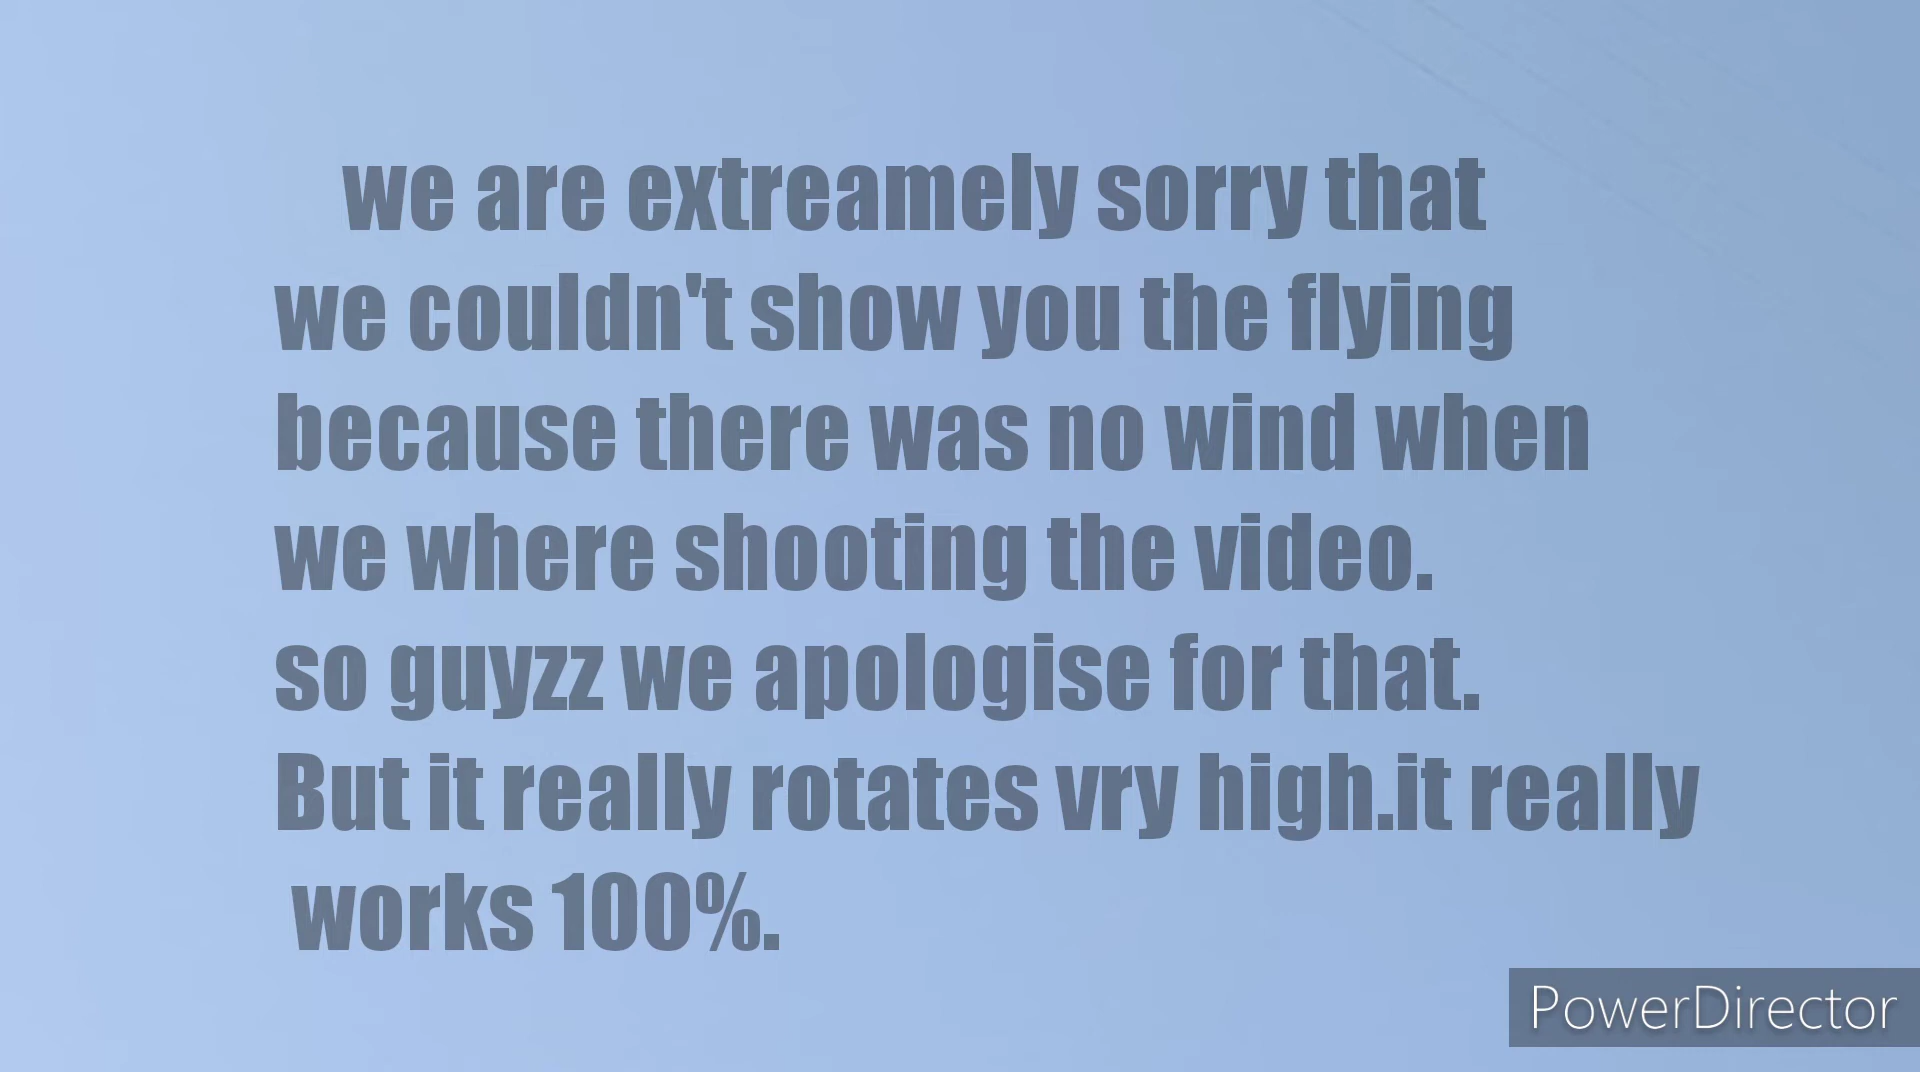 we are extreamely sorry that
we couldn't show you the flying
because there was no wind when
we where shooting the video.
so guyzz we apologise for that.
But it really rotates vry high.it really
works 100%.
PowerDirector